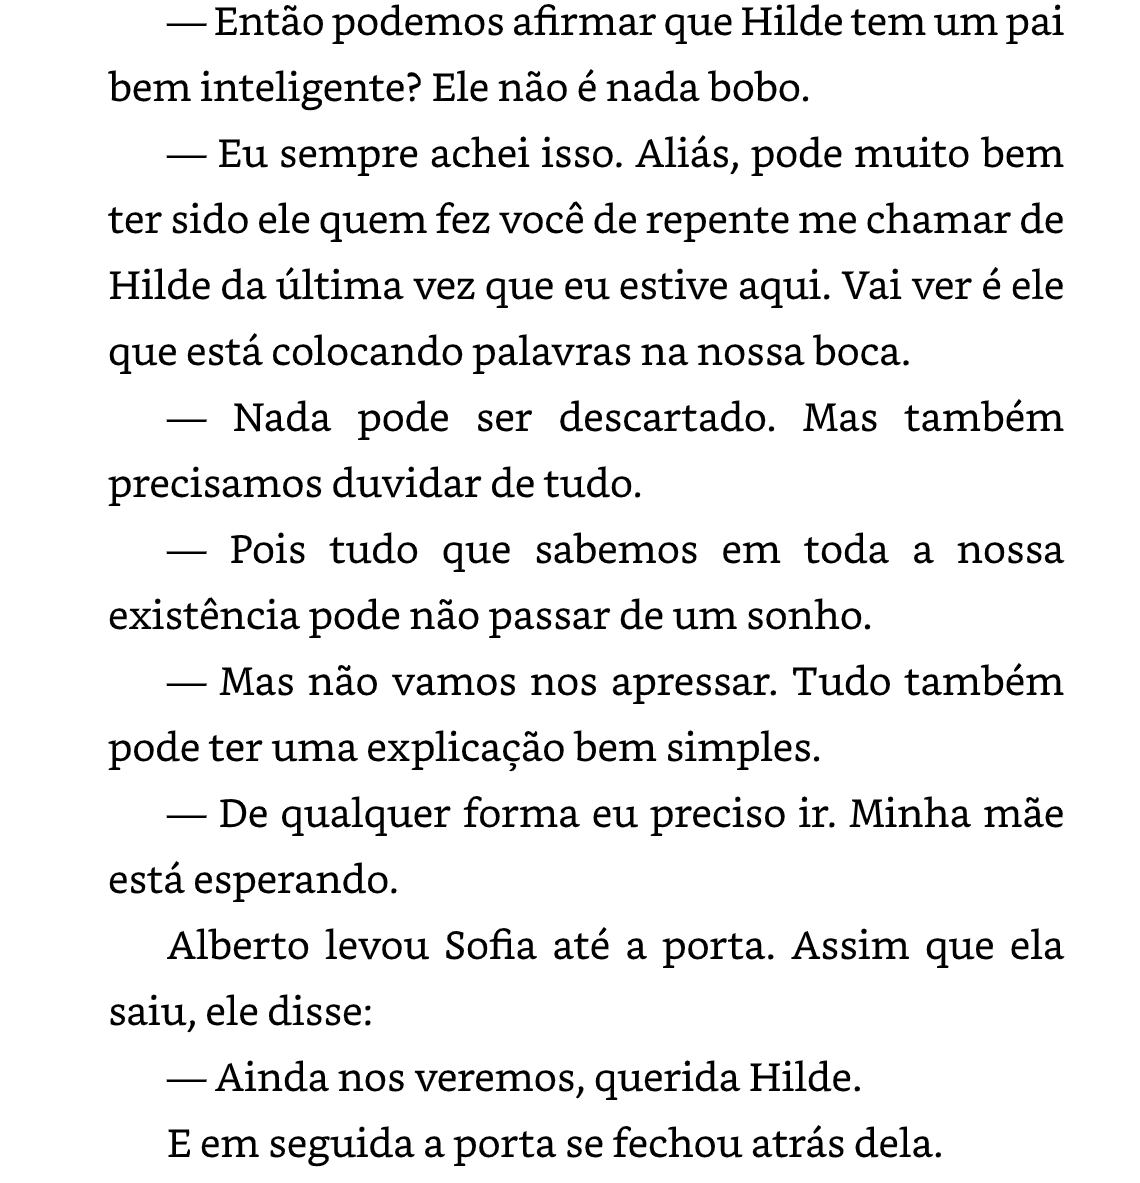 — Então podemos afirmar que Hilde tem um pai
bem inteligente? Ele não é nada bobo.
— Eu sempre achei isso. Aliás, pode muito bem
ter sido ele quem fez você de repente me chamar de
Hilde da última vez que eu estive aqui. Vai ver é ele
que está colocando palavras na nossa boca.
— Nada pode ser descartado. Mas também
precisamos duvidar de tudo.
— Pois tudo que sabemos em toda a nossa
existência pode não passar de um sonho.
— Mas não vamos nos apressar. Tudo também
pode ter uma explicação bem simples.
— De qualquer forma eu preciso ir. Minha mãe
está esperando.
Alberto levou Sofia até a porta. Assim que ela
saiu, ele disse:
— Ainda nos veremos, querida Hilde.
E em seguida a porta se fechou atrás dela.